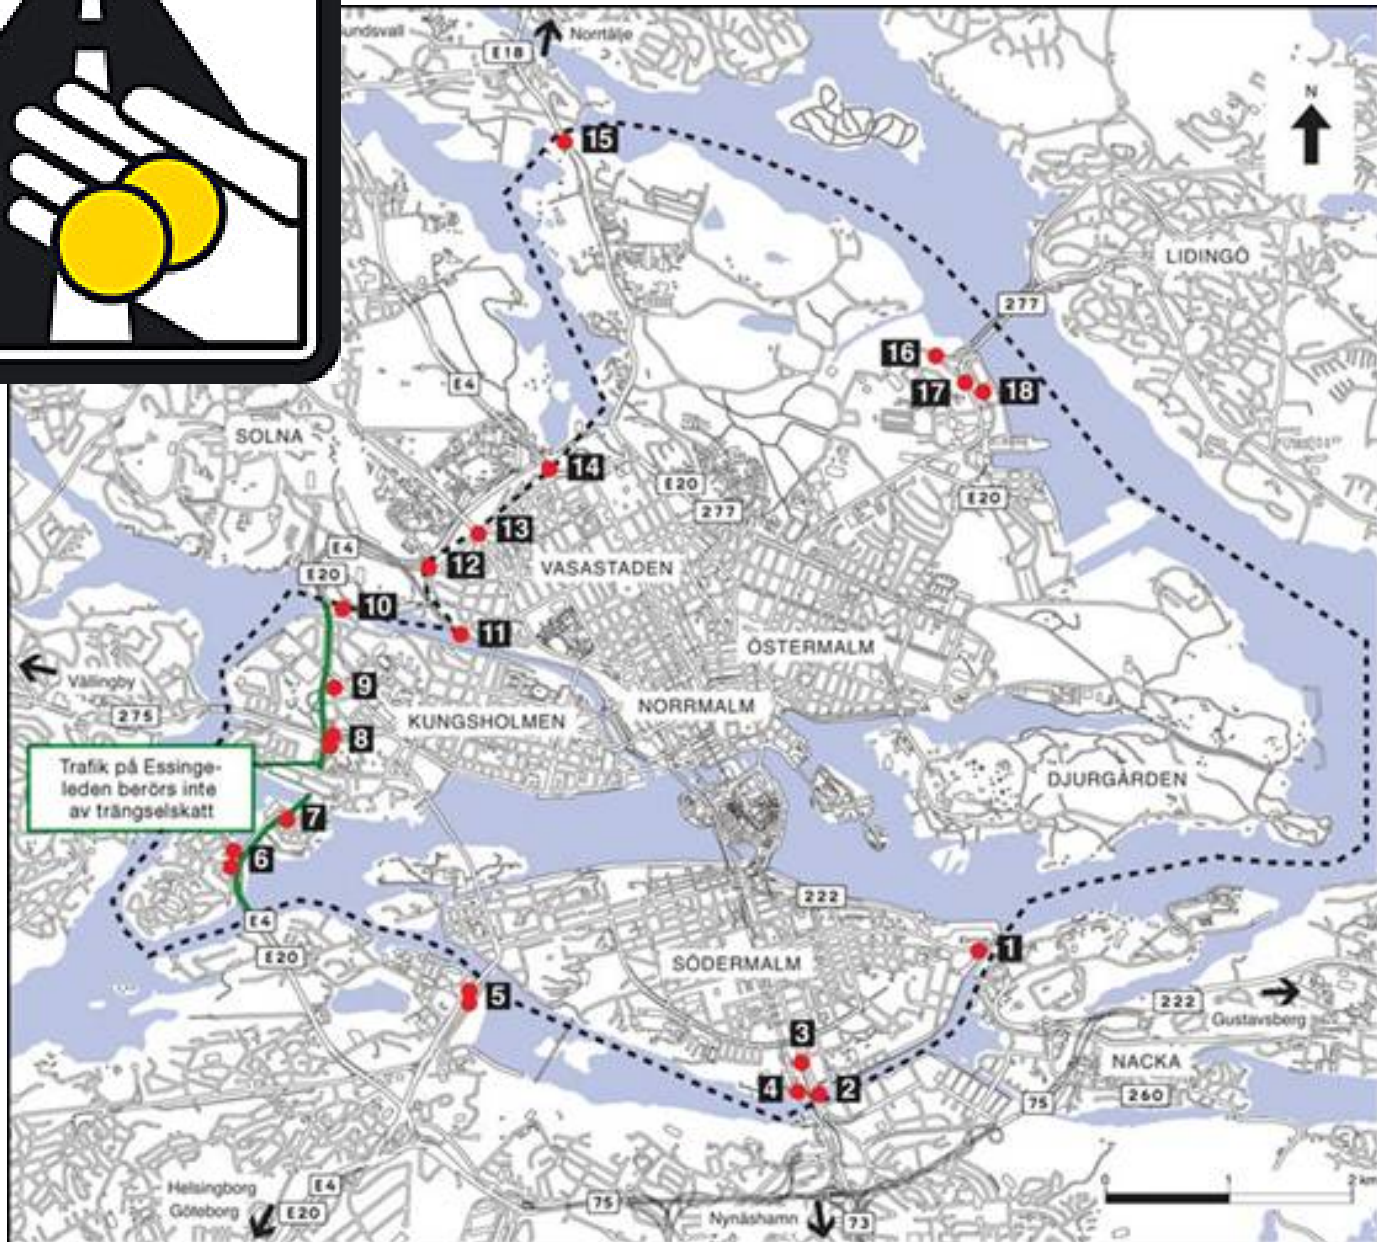 undsvall
E18
Norrtälje
N
15
LIDINGÖ
277
16
17
18
E4
SOLNA
14
E20
277
E20
13
E4
12
VASASTADEN
E20
10
11
ÖSTERMALM
Vällingby
9
275
KUNGSHOLMEN
NORRMALM
8
Trafik på Essinge-
leden berörs inte
av trängselskatt
DJURGÅRDEN
7
6
222
E4
1
E20
SÖDERMALM
5
222
Gustavsberg
3
NACKA
4
2
75
260
Helsingborg
Göteborg
E4
E20
75
Nynäshamn
73
0
1
2 km